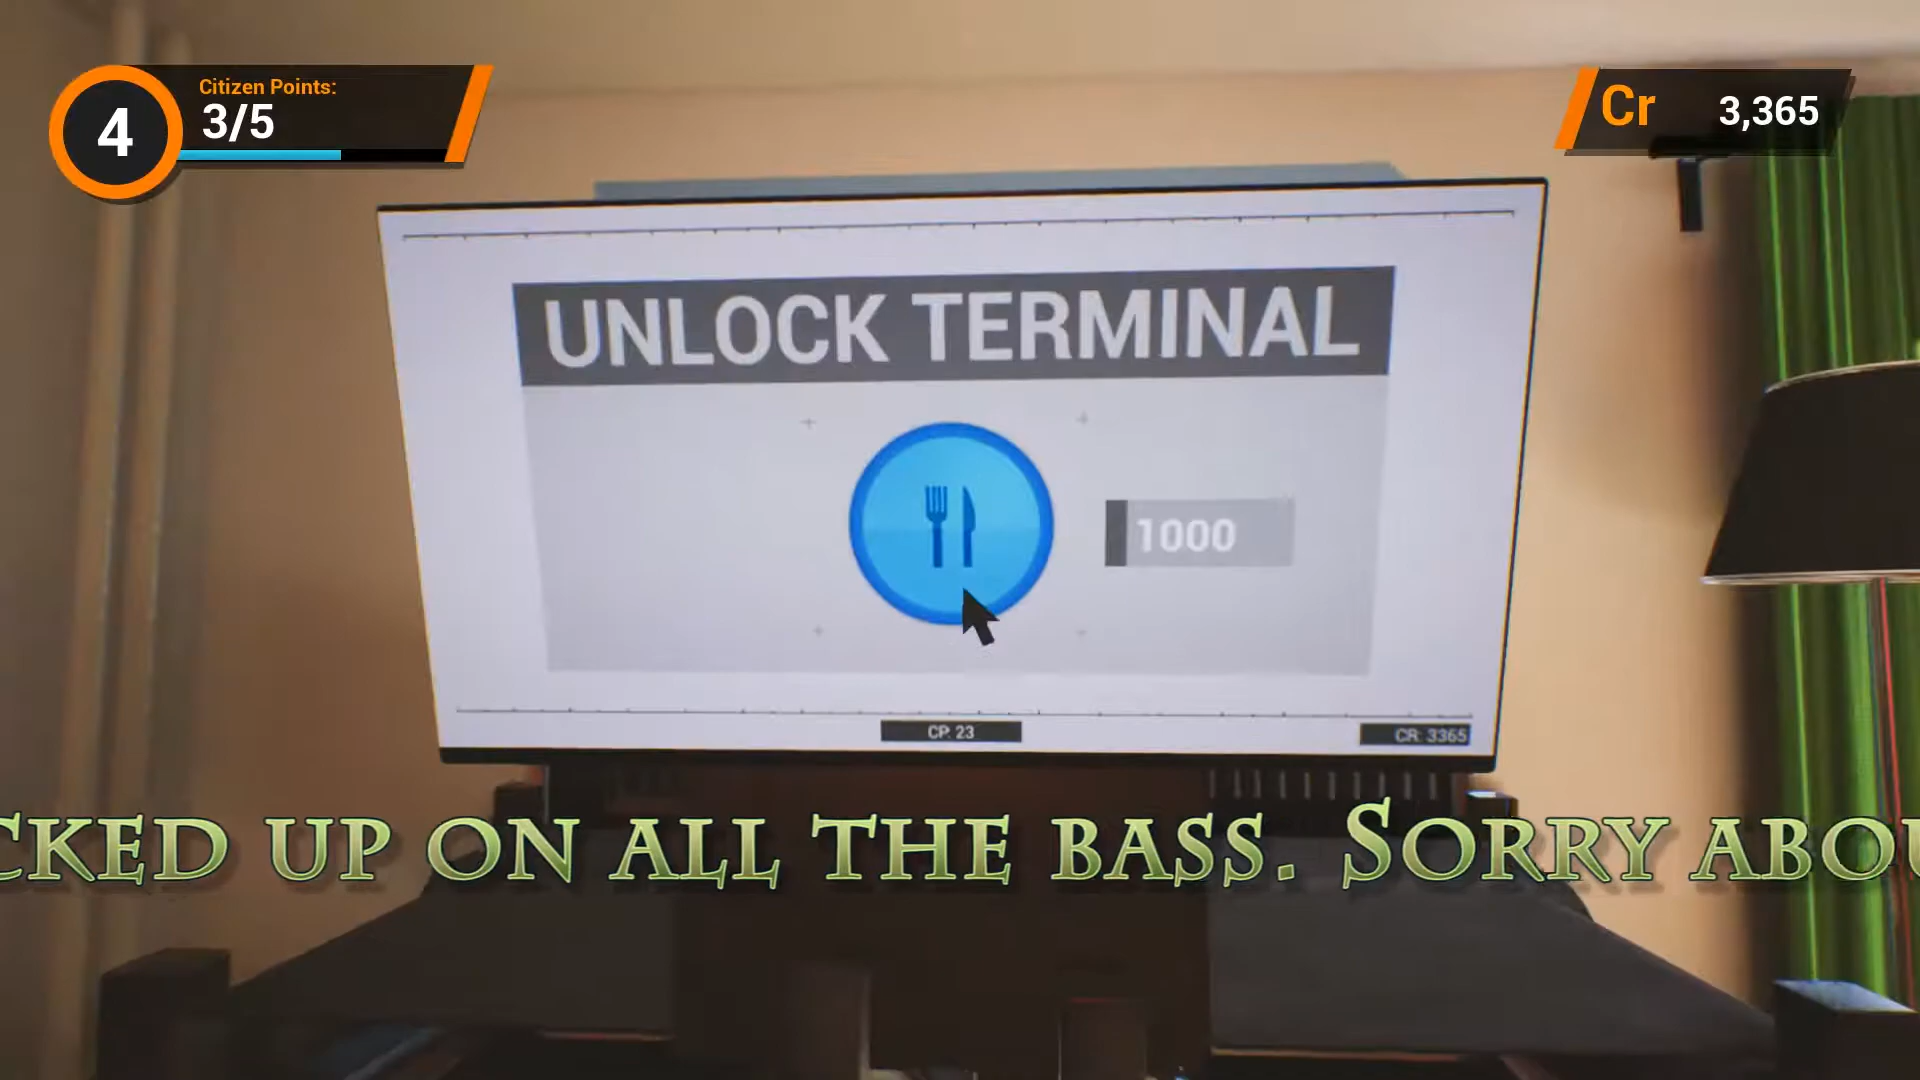 Citizen Points:
4
3/5
Cr 3,365
UNLOCK TERMINAL
1000
CP: 23
CR: 3365
CKED UP ON ALL THE BASS. SORRY ABOU